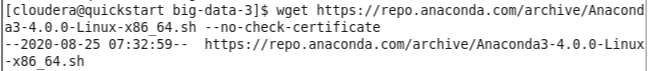 [cloudera@quickstart big-data-3]$ wget https://repo.anaconda.com/archive/Anacond
a3-4.0.0-Linux-x86_64.sh --no-check-certificate
--2020-08-25 07:32:59--  https://repo.anaconda.com/archive/Anaconda3-4.0.0-Linux
-x86_64.sh